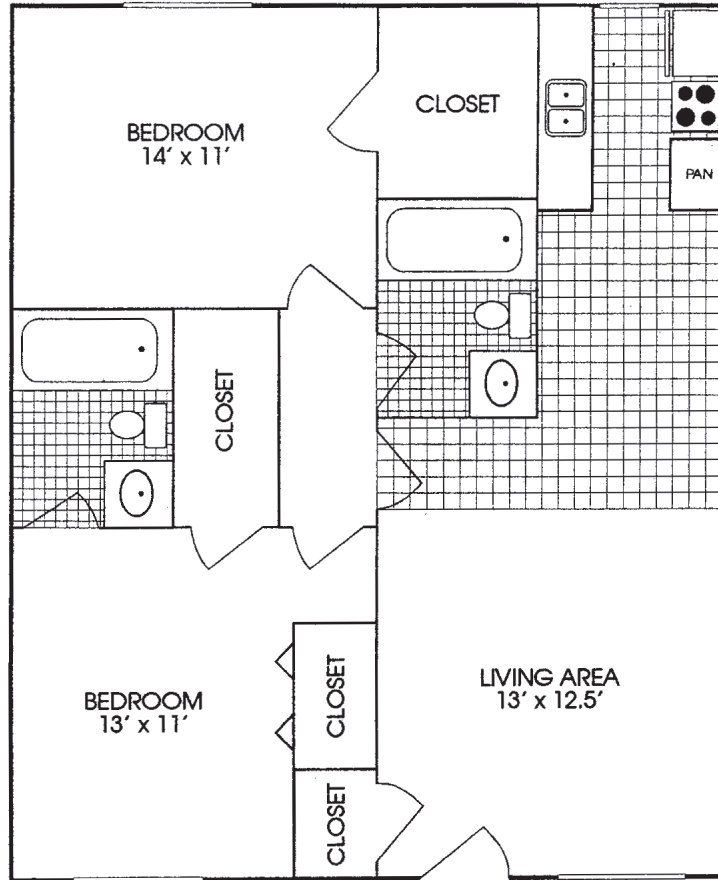 BEDROOM
14' x 11'
CLOSET
PAN
CLOSET
BEDROOM
13' x 11'
CLOSET
LIVING AREA
13' x 12.5'
CLOSET